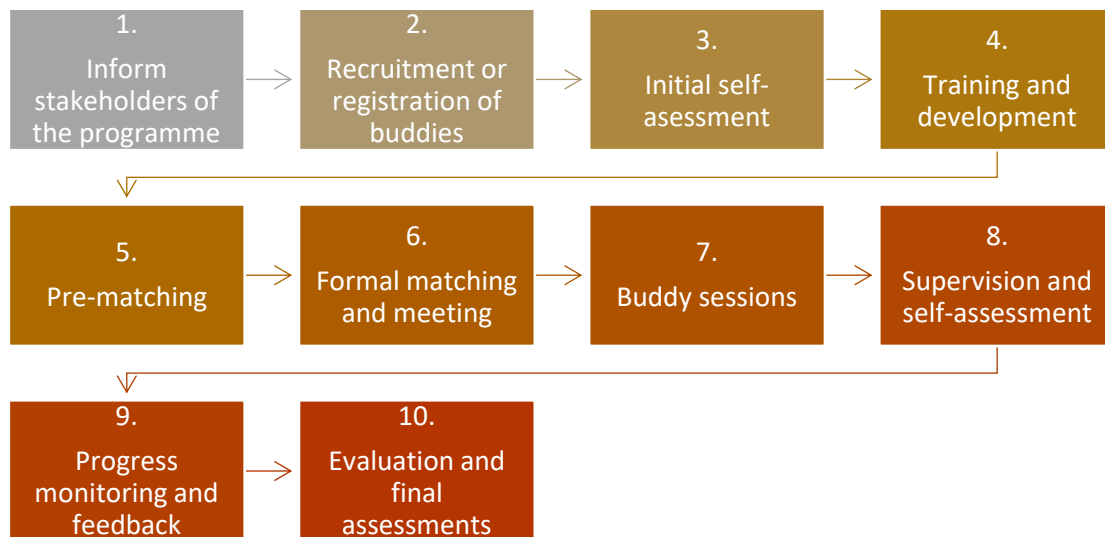 1.
Inform
stakeholders of
the programme
2.
Recruitment or
registration of
buddies
3.
Initial self-
asessment
4.
Training and
development
5.
Pre-matching
6.
Formal matching
and meeting
7.
Buddy sessions
8.
Supervision and
self-assessment
9.
Progress
monitoring and
feedback
10.
Evaluation and
final
assessments